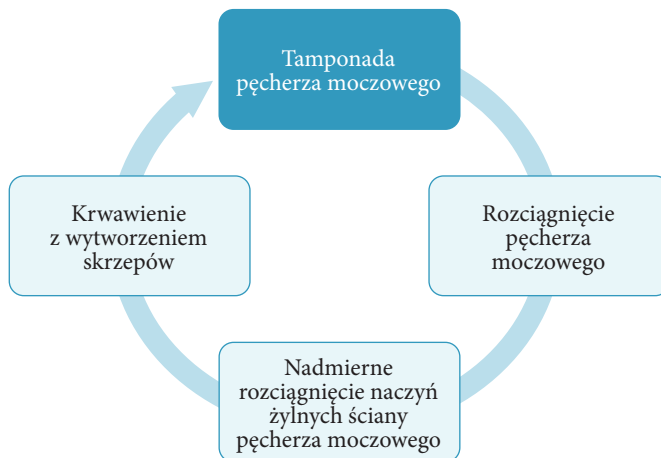 Tamponada
pęcherza moczowego
Rozciągnięcie
pęcherza
moczowego
Nadmierne
rozciągnięcie naczyń
żylnych ściany
pęcherza moczowego
Krwawienie
z wytworzeniem
skrzepów